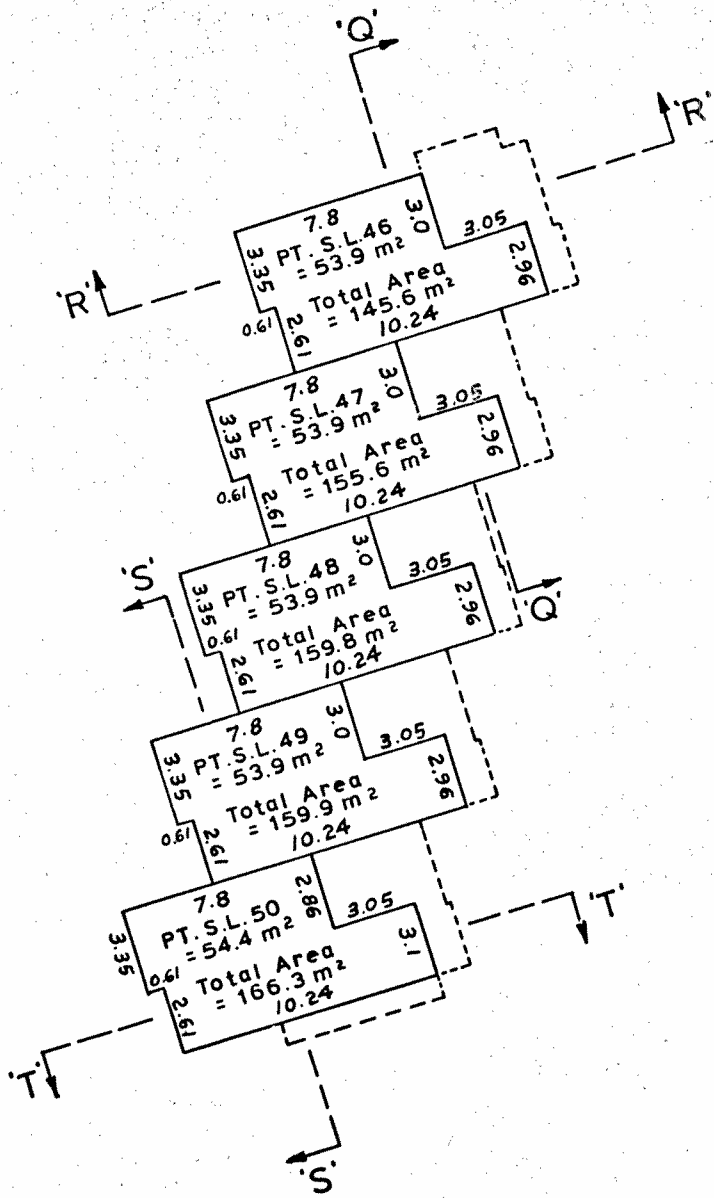 'Q'
'R'
7.8
3.0
3.05
PT. S.L.46
= 53.9 m²
3.35
2.96
'R'
Total Area
= 145.6 m²
0.61
2.61
10.24
7.8
3.0
3.05
PT. S.L.47
= 53.9 m²
3.35
2.96
Total Area
= 155.6 m²
0.61
2.61
10.24
7.8
3.0
3.05
'S'
PT. S.L.48
= 53.9 m²
3.35
2.96
'Q'
0.61
Total Area
= 159.8 m²
2.61
10.24
7.8
3.0
3.05
PT. S.L.49
= 53.9 m²
3.35
2.96
Total Area
= 159.9 m²
0.61
2.61
10.24
7.8
2.86
3.05
PT. S.L.50
= 54.4 m²
3.35
3.1
'T'
0.61
Total Area
= 166.3 m²
2.61
10.24
'T'
'S'